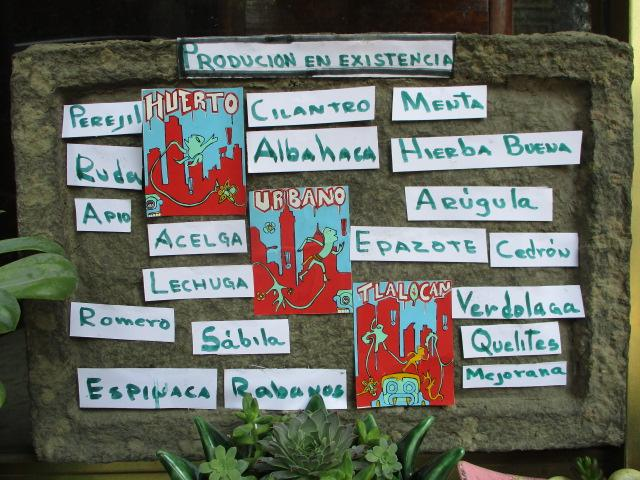 PRODUCION EN EXISTENCIA
PEREJIL
HUERTO
CILANTRO
MENTA
RUDA
AlbAhACA
HIERBA BUENA
APIO
URBANO
ARÚgula
ACELGA
EPAZOTE
CEDRÓN
LECHUGA
TLALOCAN
VERdOlAGA
ROMERO
SÁbilA
QUElITES
MEJORANA
ESPINACA
RAbANOS